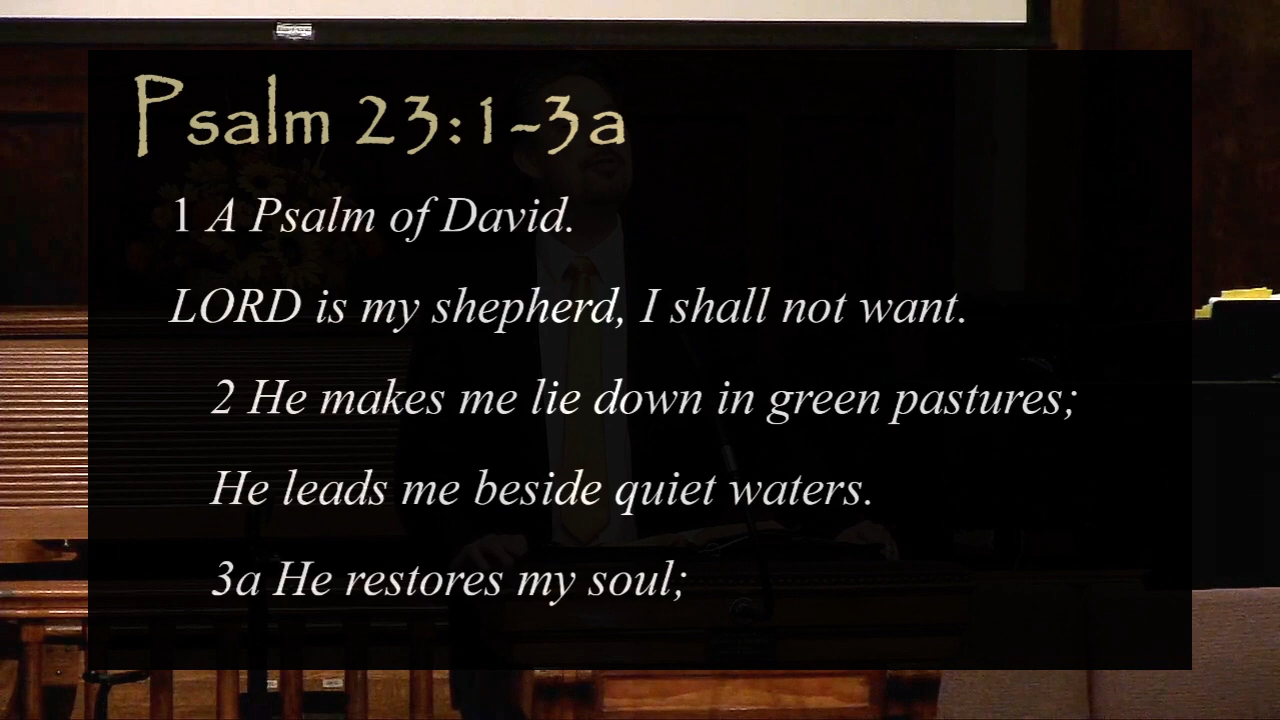 Psalm 23:1-3a
1 A Psalm of David.
LORD is my shepherd, I shall not want.
2 He makes me lie down in green pastures;
He leads me beside quiet waters.
3a He restores my soul;